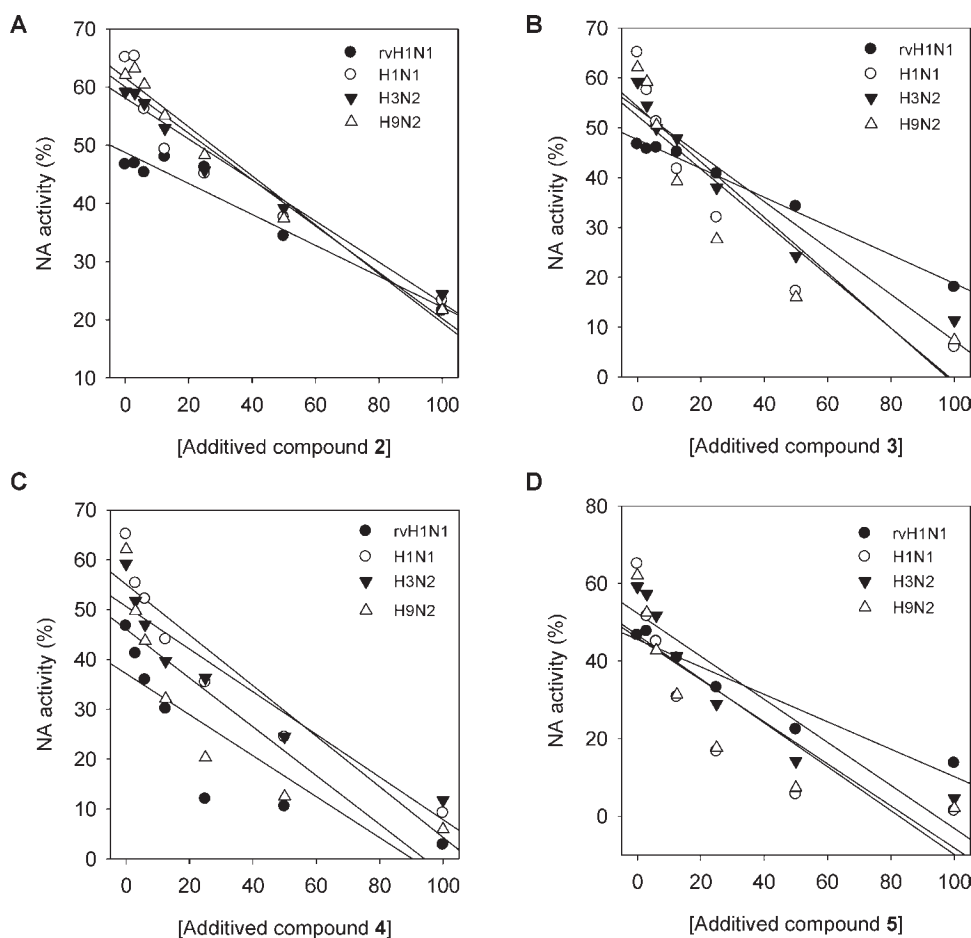 A
NA activity (%)
70
60
50
40
30
20
10
0 20 40 60 80 100
[Additived compound 2]
rvH1N1
H1N1
H3N2
H9N2
B
NA activity (%)
70
60
50
40
30
20
10
0
0 20 40 60 80 100
[Additived compound 3]
rvH1N1
H1N1
H3N2
H9N2
C
NA activity (%)
70
60
50
40
30
20
10
0
0 20 40 60 80 100
[Additived compound 4]
rvH1N1
H1N1
H3N2
H9N2
D
NA activity (%)
80
60
40
20
0
0 20 40 60 80 100
[Additived compound 5]
rvH1N1
H1N1
H3N2
H9N2